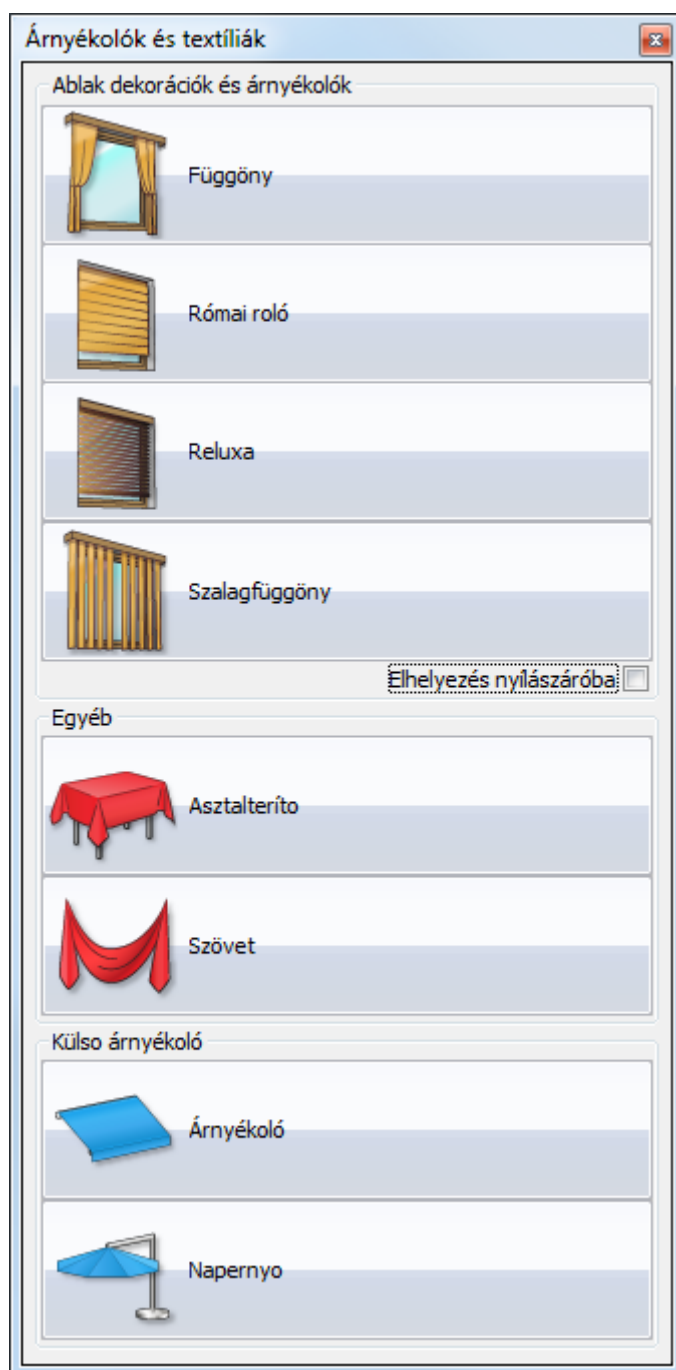 Árnyékolók és textíliák
Ablak dekorációk és árnyékolók
Függöny
Római roló
Reluxa
Szalagfüggöny
Elhelyezés nyílászáróba
Egyéb
Asztalteríto
Szövet
Külso árnyékoló
Árnyékoló
Napernyo